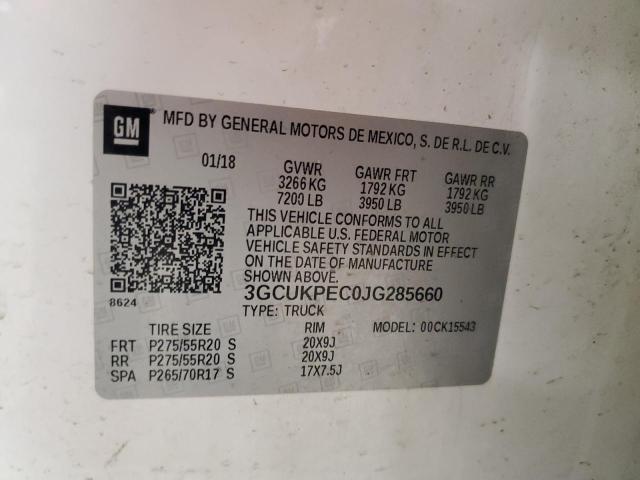 GM
MFD BY GENERAL MOTORS DE MEXICO, S. DE R.L. DE C.V.
01/18 GVWR GAWR FRT GAWR RR
3266 KG 1792 KG 1792 KG
7200 LB 3950 LB 3950 LB
THIS VEHICLE CONFORMS TO ALL
APPLICABLE U.S. FEDERAL MOTOR
VEHICLE SAFETY STANDARDS IN EFFECT
ON THE DATE OF MANUFACTURE
SHOWN ABOVE.
8624
3GCUKPEC0JG285660
TYPE: TRUCK
TIRE SIZE RIM MODEL: 00CK15543
FRT P275/55R20 S 20X9J
RR P275/55R20 S 20X9J
SPA P265/70R17 S 17X7.5J